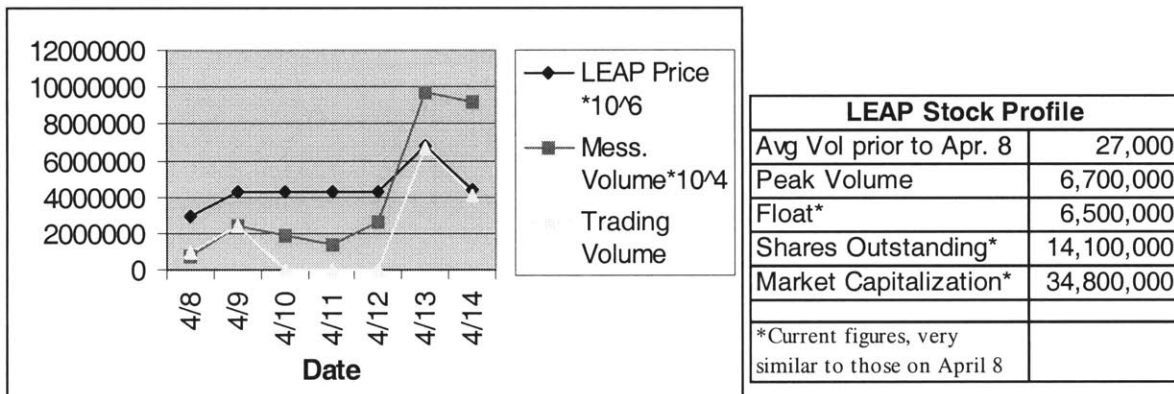 12000000
10000000
8000000
6000000
4000000
2000000
0
4/8
4/9
4/10
4/11
4/12
4/13
4/14
Date
LEAP Price
*10^6
Mess.
Volume*10^4
Trading
Volume
LEAP Stock Profile
Avg Vol prior to Apr. 8 27,000
Peak Volume 6,700,000
Float* 6,500,000
Shares Outstanding* 14,100,000
Market Capitalization* 34,800,000
*Current figures, very
similar to those on April 8